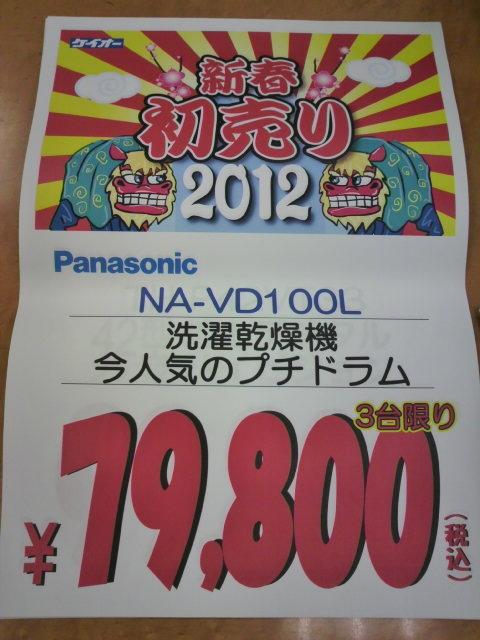 ケイオー
新春
初売り
2012
Panasonic
NA-VD100L
洗濯乾燥機
今人気のプチドラム
3台限り
¥79,800
(税込)